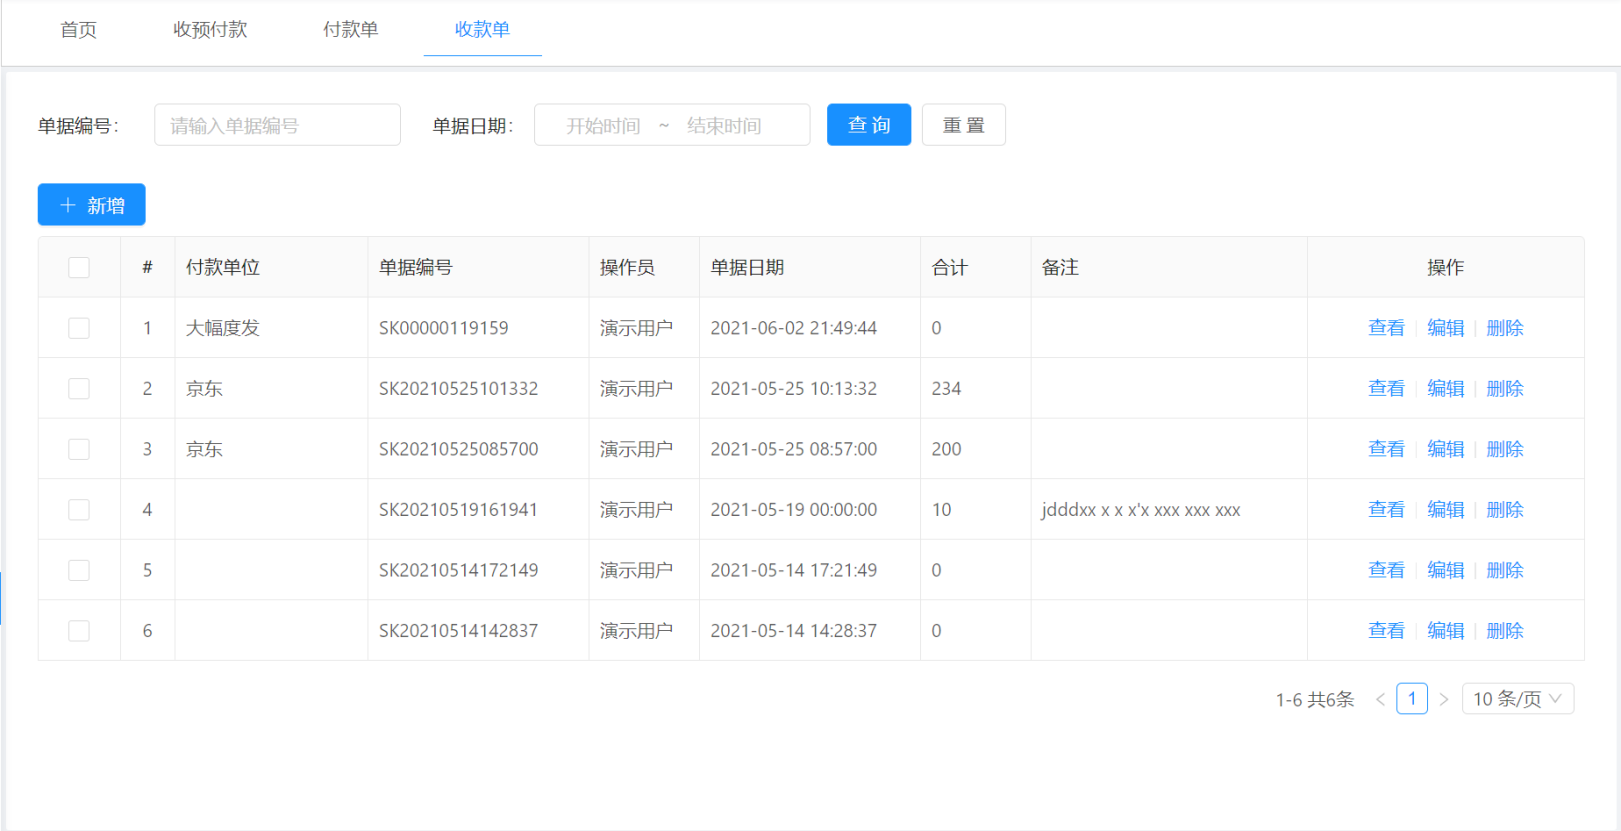 首页 收预付款 付款单 收款单
单据编号: 请输入单据编号 单据日期: 开始时间 ~ 结束时间 查 询 重 置
+ 新增
# 付款单位 单据编号 操作员 单据日期 合计 备注 操作
1 大幅度发 SK00000119159 演示用户 2021-06-02 21:49:44 0 查看 编辑 删除
2 京东 SK20210525101332 演示用户 2021-05-25 10:13:32 234 查看 编辑 删除
3 京东 SK20210525085700 演示用户 2021-05-25 08:57:00 200 查看 编辑 删除
4 SK20210519161941 演示用户 2021-05-19 00:00:00 10 jdddxx x x x'x xxx xxx xxx 查看 编辑 删除
5 SK20210514172149 演示用户 2021-05-14 17:21:49 0 查看 编辑 删除
6 SK20210514142837 演示用户 2021-05-14 14:28:37 0 查看 编辑 删除
1-6 共6条 < 1 > 10 条/页